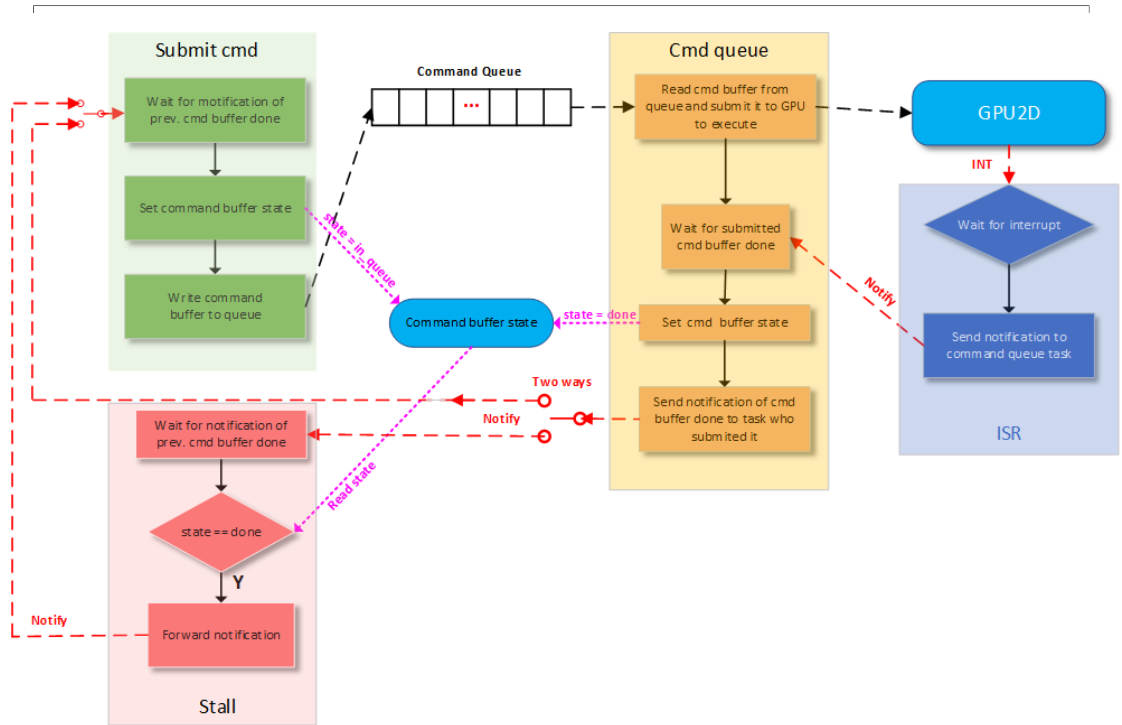 Submit cmd
Wait for motification of
prev. cmd buffer done
Set command buffer state
Write command
buffer to queue
Command Queue
...
state = in_queue
Command buffer state
state = done
Cmd queue
Read cmd buffer from
queue and submit it to GPU
to execute
Wait for submitted
cmd buffer done
Set cmd buffer state
Send notification of cmd
buffer done to task who
submited it
GPU2D
INT
Wait for interrupt
Notify
Send notification to
command queue task
ISR
Two ways
Notify
Wait for notification of
prev. cmd buffer done
Read state
state == done
Y
Notify
Forward notification
Stall